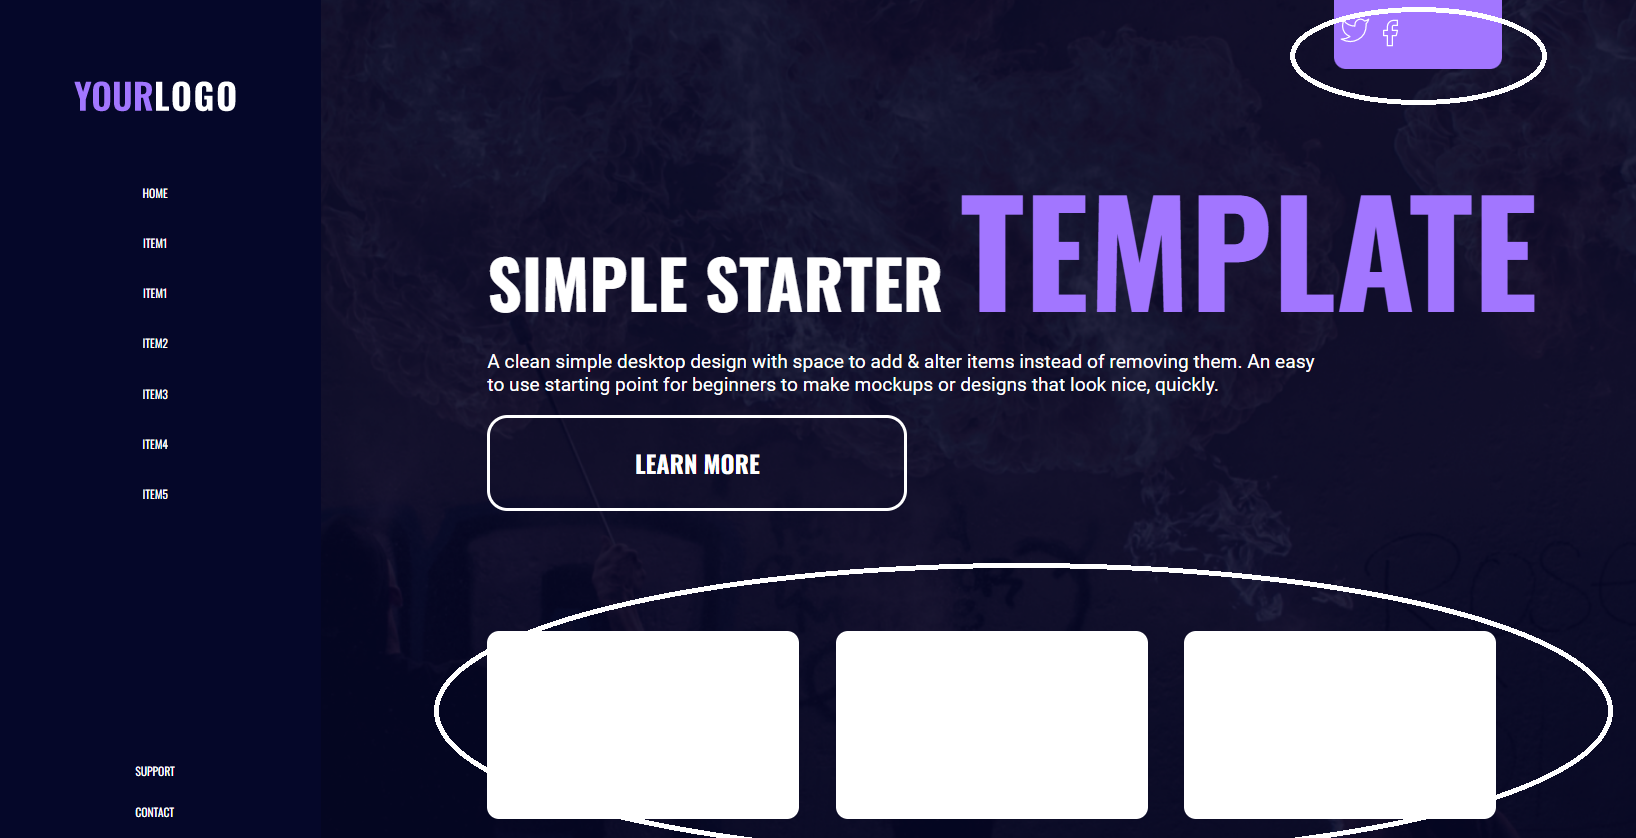 YOURLOGO
HOME
ITEM1
ITEM1
ITEM2
ITEM3
ITEM4
ITEM5
SUPPORT
CONTACT
SIMPLE STARTER TEMPLATE
A clean simple desktop design with space to add & alter items instead of removing them. An easy
to use starting point for beginners to make mockups or designs that look nice, quickly.
LEARN MORE